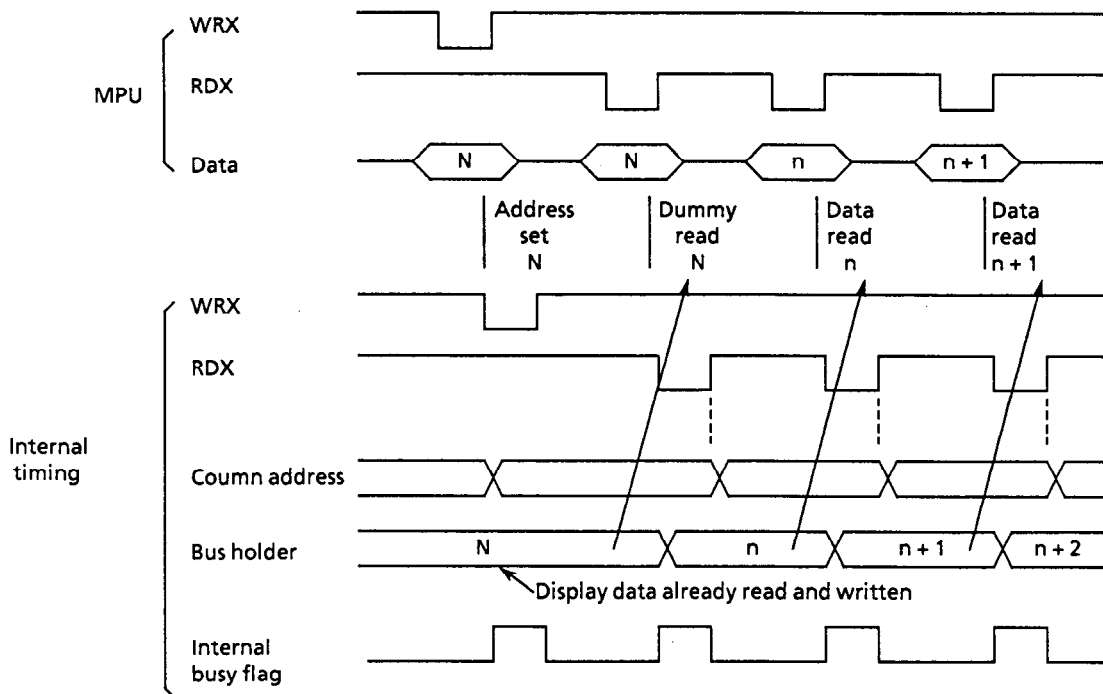 WRX
MPU
RDX
Data
N
N
n
n + 1
Address
set
N
Dummy
read
N
Data
read
n
Data
read
n + 1
WRX
RDX
Internal
timing
Coumn address
Bus holder
N
n
n + 1
n + 2
Display data already read and written
Internal
busy flag